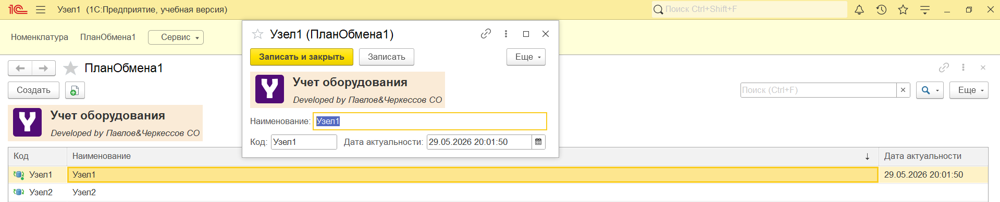 1С Узел1 (1С:Предприятие, учебная версия) Поиск Ctrl+Shift+F
Номенклатура ПланОбмена1 Сервис
Узел1 (ПланОбмена1)
Записать и закрыть Записать Еще
Учет оборудования
Developed by Павлов&Черкессов СО
Наименование: Узел1
Код: Узел1 Дата актуальности: 29.05.2026 20:01:50
ПланОбмена1
Создать Поиск (Ctrl+F) Еще
Учет оборудования
Developed by Павлов&Черкессов СО
Код Наименование Дата актуальности
Узел1 Узел1 29.05.2026 20:01:50
Узел2 Узел2